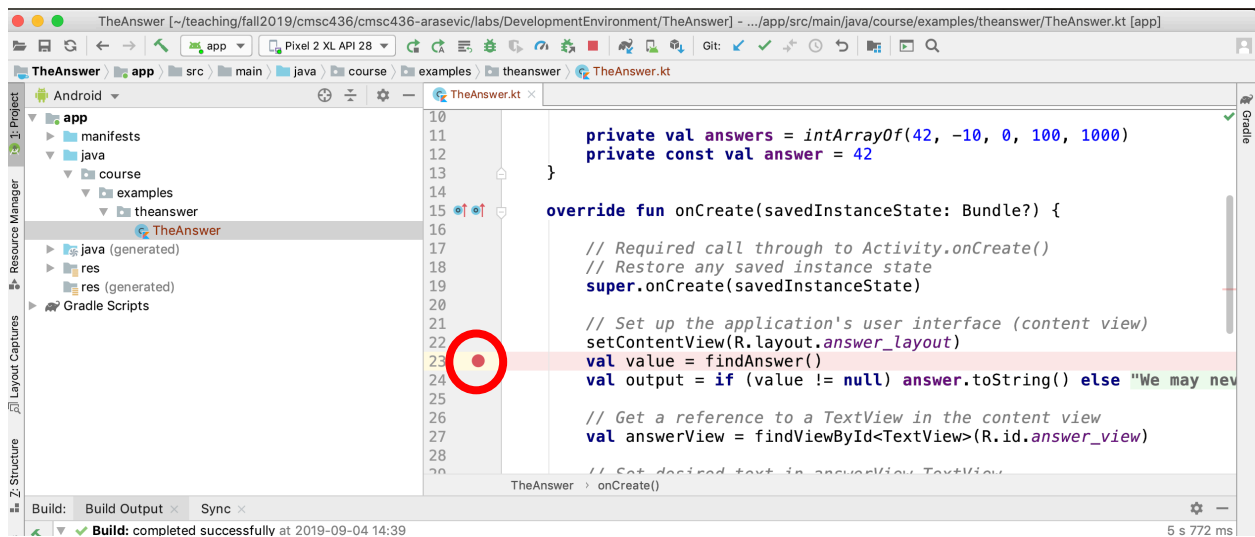 TheAnswer [~/teaching/fall2019/cmsc436/cmsc436-arasevic/labs/DevelopmentEnvironment/TheAnswer] - .../app/src/main/java/course/examples/theanswer/TheAnswer.kt [app]
app Pixel 2 XL API 28 Git:
TheAnswer app src main java course examples theanswer TheAnswer.kt
1: Project
Resource Manager
Layout Captures
Z: Structure
Android
app
manifests
java
course
examples
theanswer
TheAnswer
java (generated)
res
res (generated)
Gradle Scripts
TheAnswer.kt
10
11 private val answers = intArrayOf(42, -10, 0, 100, 1000)
12 private const val answer = 42
13 }
14
15 override fun onCreate(savedInstanceState: Bundle?) {
16
17 // Required call through to Activity.onCreate()
18 // Restore any saved instance state
19 super.onCreate(savedInstanceState)
20
21 // Set up the application's user interface (content view)
22 setContentView(R.layout.answer_layout)
23 val value = findAnswer()
24 val output = if (value != null) answer.toString() else "We may nev
25
26 // Get a reference to a TextView in the content view
27 val answerView = findViewById<TextView>(R.id.answer_view)
28
29 // Set desired text in answerView TextView
TheAnswer › onCreate()
Gradle
Build: Build Output Sync
Build: completed successfully at 2019-09-04 14:39 5 s 772 ms